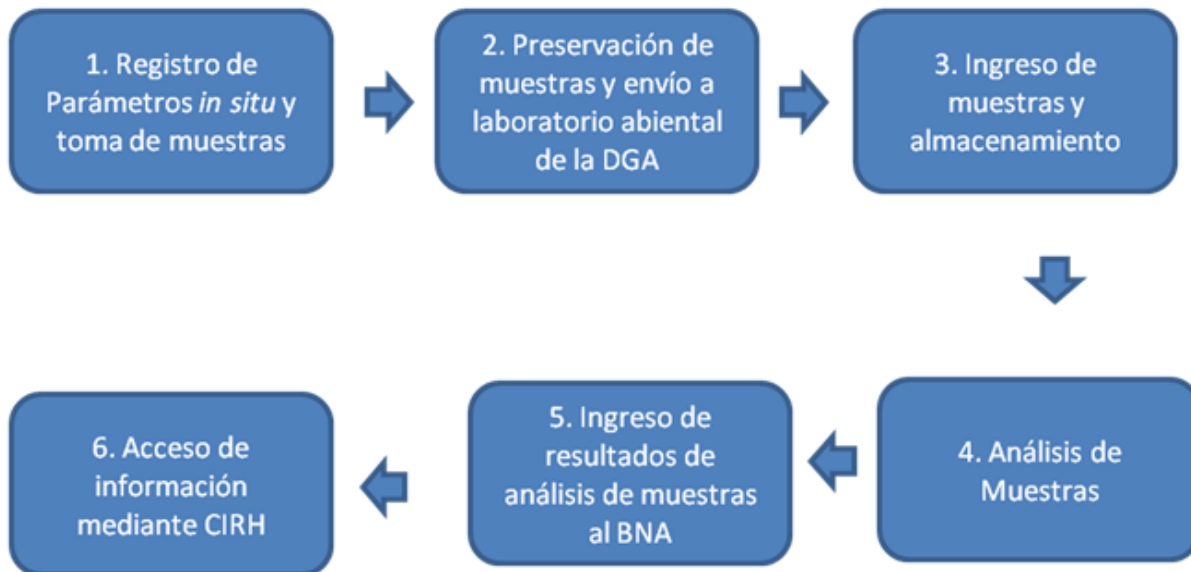 1. Registro de
Parámetros in situ y
toma de muestras
2. Preservación de
muestras y envío a
laboratorio abiental
de la DGA
3. Ingreso de
muestras y
almacenamiento
4. Análisis de
Muestras
5. Ingreso de
resultados de
análisis de muestras
al BNA
6. Acceso de
información
mediante CIRH